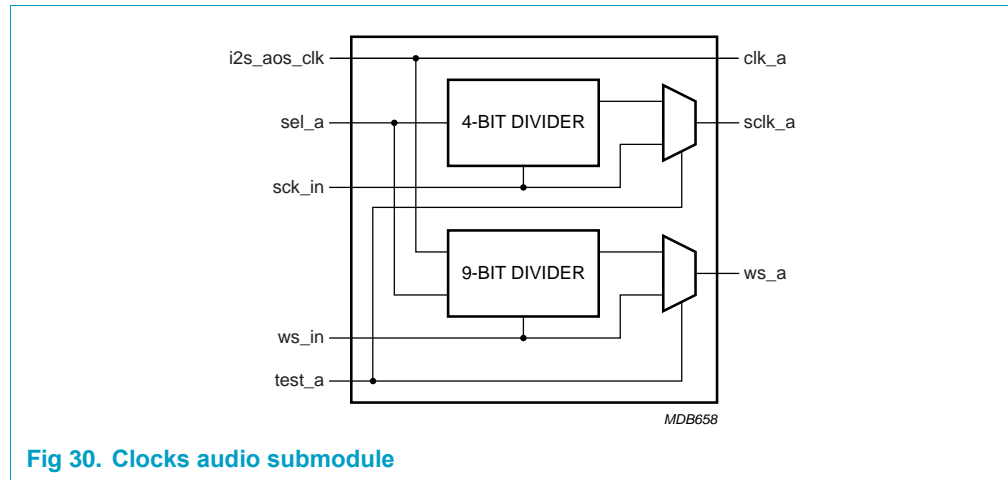 i2s_aos_clk
clk_a
sel_a
4-BIT DIVIDER
sclk_a
sck_in
9-BIT DIVIDER
ws_a
ws_in
test_a
MDB658
Fig 30. Clocks audio submodule